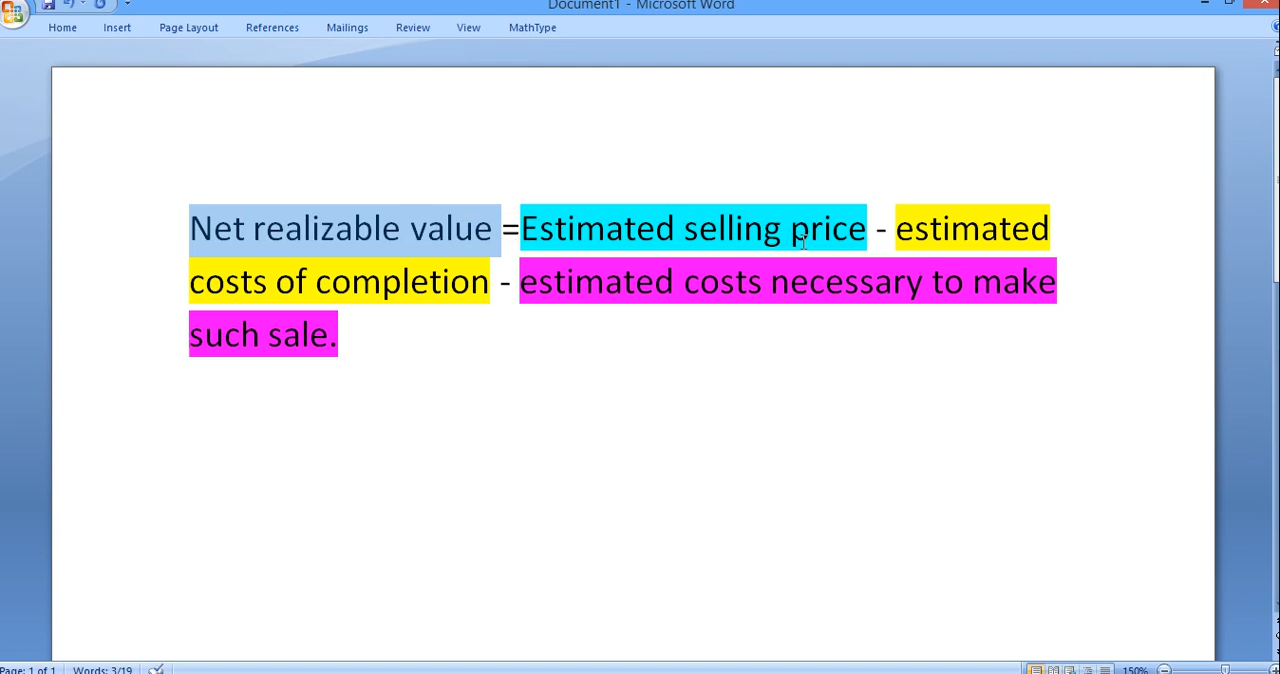 Document1 - Microsoft Word
Home Insert Page Layout References Mailings Review View MathType
Net realizable value =Estimated selling price - estimated
costs of completion - estimated costs necessary to make
such sale.
Page: 1 of 1 Words: 3/19 150%